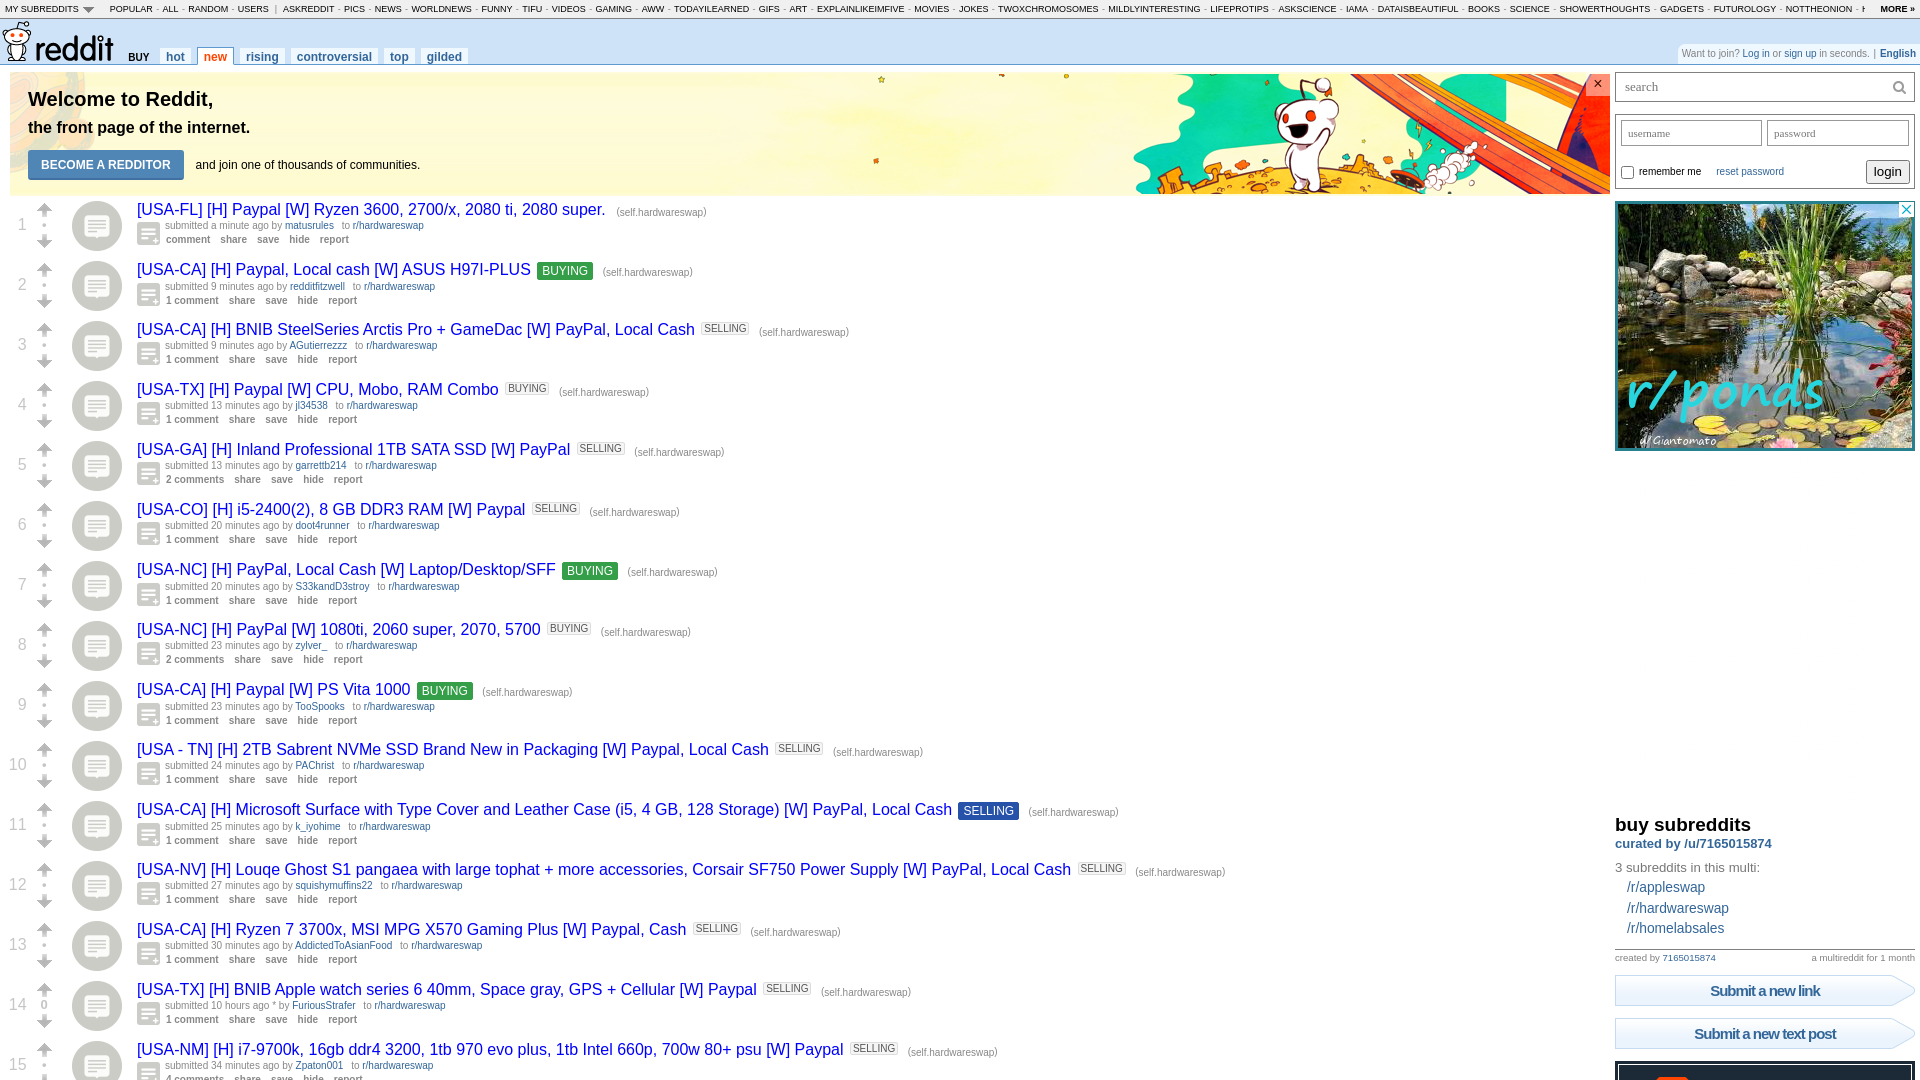 MY SUBREDDITS POPULAR - ALL - RANDOM - USERS | ASKREDDIT - PICS - NEWS - WORLDNEWS - FUNNY - TIFU - VIDEOS - GAMING - AWW - TODAYILEARNED - GIFS - ART - EXPLAINLIKEIMFIVE - MOVIES - JOKES - TWOXCHROMOSOMES - MILDLYINTERESTING - LIFEPROTIPS - ASKSCIENCE - IAMA - DATAISBEAUTIFUL - BOOKS - SCIENCE - SHOWERTHOUGHTS - GADGETS - FUTUROLOGY - NOTTHEONION - MORE »
reddit BUY hot new rising controversial top gilded
Want to join? Log in or sign up in seconds. | English
Welcome to Reddit,
the front page of the internet.
BECOME A REDDITOR and join one of thousands of communities.
×
search
username password
remember me reset password login
1
[USA-FL] [H] Paypal [W] Ryzen 3600, 2700/x, 2080 ti, 2080 super. (self.hardwareswap)
submitted a minute ago by matusrules to r/hardwareswap
comment share save hide report
2
[USA-CA] [H] Paypal, Local cash [W] ASUS H97I-PLUS BUYING (self.hardwareswap)
submitted 9 minutes ago by redditfitzwell to r/hardwareswap
1 comment share save hide report
3
[USA-CA] [H] BNIB SteelSeries Arctis Pro + GameDac [W] PayPal, Local Cash SELLING (self.hardwareswap)
submitted 9 minutes ago by AGutierrezzz to r/hardwareswap
1 comment share save hide report
4
[USA-TX] [H] Paypal [W] CPU, Mobo, RAM Combo BUYING (self.hardwareswap)
submitted 13 minutes ago by jl34538 to r/hardwareswap
1 comment share save hide report
5
[USA-GA] [H] Inland Professional 1TB SATA SSD [W] PayPal SELLING (self.hardwareswap)
submitted 13 minutes ago by garrettb214 to r/hardwareswap
2 comments share save hide report
6
[USA-CO] [H] i5-2400(2), 8 GB DDR3 RAM [W] Paypal SELLING (self.hardwareswap)
submitted 20 minutes ago by doot4runner to r/hardwareswap
1 comment share save hide report
7
[USA-NC] [H] PayPal, Local Cash [W] Laptop/Desktop/SFF BUYING (self.hardwareswap)
submitted 20 minutes ago by S33kandD3stroy to r/hardwareswap
1 comment share save hide report
8
[USA-NC] [H] PayPal [W] 1080ti, 2060 super, 2070, 5700 BUYING (self.hardwareswap)
submitted 23 minutes ago by zylver_ to r/hardwareswap
2 comments share save hide report
9
[USA-CA] [H] Paypal [W] PS Vita 1000 BUYING (self.hardwareswap)
submitted 23 minutes ago by TooSpooks to r/hardwareswap
1 comment share save hide report
10
[USA - TN] [H] 2TB Sabrent NVMe SSD Brand New in Packaging [W] Paypal, Local Cash SELLING (self.hardwareswap)
submitted 24 minutes ago by PAChrist to r/hardwareswap
1 comment share save hide report
11
[USA-CA] [H] Microsoft Surface with Type Cover and Leather Case (i5, 4 GB, 128 Storage) [W] PayPal, Local Cash SELLING (self.hardwareswap)
submitted 25 minutes ago by k_iyohime to r/hardwareswap
1 comment share save hide report
12
[USA-NV] [H] Louqe Ghost S1 pangaea with large tophat + more accessories, Corsair SF750 Power Supply [W] PayPal, Local Cash SELLING (self.hardwareswap)
submitted 27 minutes ago by squishymuffins22 to r/hardwareswap
1 comment share save hide report
13
[USA-CA] [H] Ryzen 7 3700x, MSI MPG X570 Gaming Plus [W] Paypal, Cash SELLING (self.hardwareswap)
submitted 30 minutes ago by AddictedToAsianFood to r/hardwareswap
1 comment share save hide report
14
0
[USA-TX] [H] BNIB Apple watch series 6 40mm, Space gray, GPS + Cellular [W] Paypal SELLING (self.hardwareswap)
submitted 10 hours ago * by FuriousStrafer to r/hardwareswap
1 comment share save hide report
15
[USA-NM] [H] i7-9700k, 16gb ddr4 3200, 1tb 970 evo plus, 1tb Intel 660p, 700w 80+ psu [W] Paypal SELLING (self.hardwareswap)
submitted 34 minutes ago by Zpaton001 to r/hardwareswap
4 comments share save hide report
r/ponds
u/Giantomato
buy subreddits
curated by /u/7165015874
3 subreddits in this multi:
/r/appleswap
/r/hardwareswap
/r/homelabsales
created by 7165015874 a multireddit for 1 month
Submit a new link
Submit a new text post